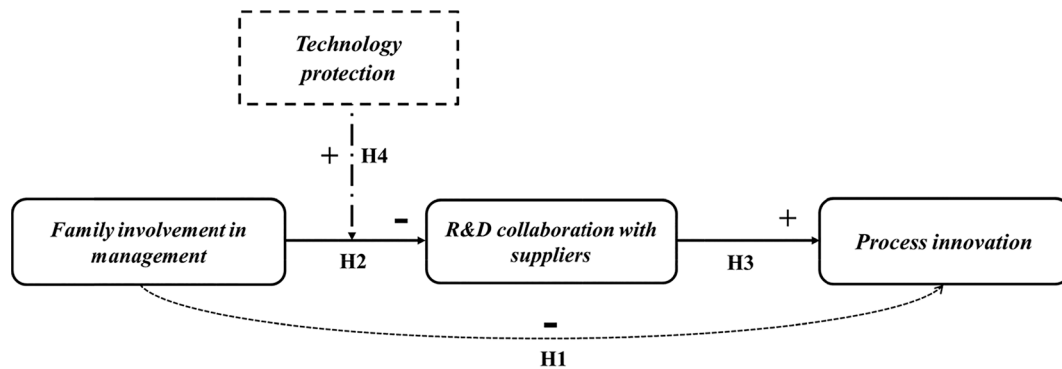 Technology
protection
+ H4
Family involvement in
management
-
H2
R&D collaboration with
suppliers
+
H3
Process innovation
-
H1